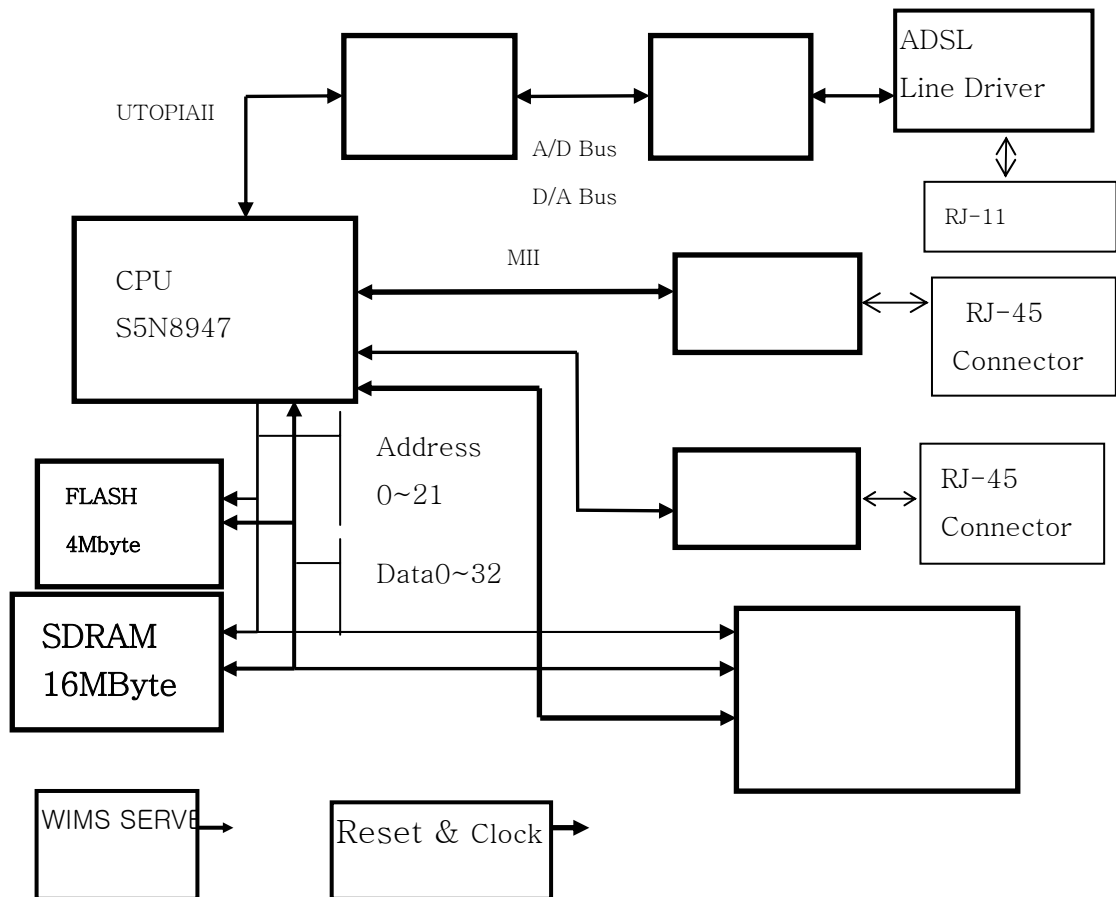 ADSL
Line Driver
UTOPIAII
A/D Bus
D/A Bus
RJ-11
MII
CPU
S5N8947
RJ-45
Connector
Address
0~21
FLASH
4Mbyte
RJ-45
Connector
Data0~32
SDRAM
16MByte
WIMS SERVE
Reset & Clock